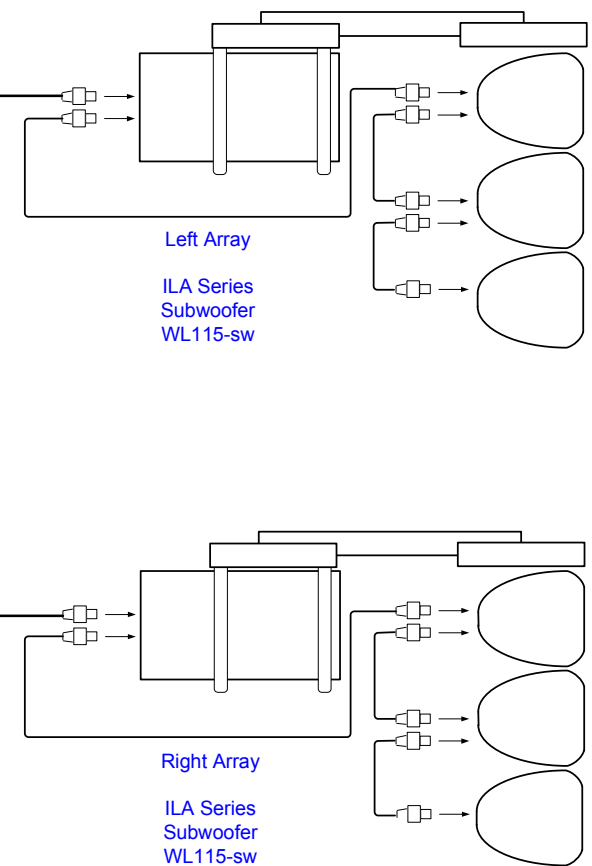 Left Array
ILA Series
Subwoofer
WL115-sw
Right Array
ILA Series
Subwoofer
WL115-sw